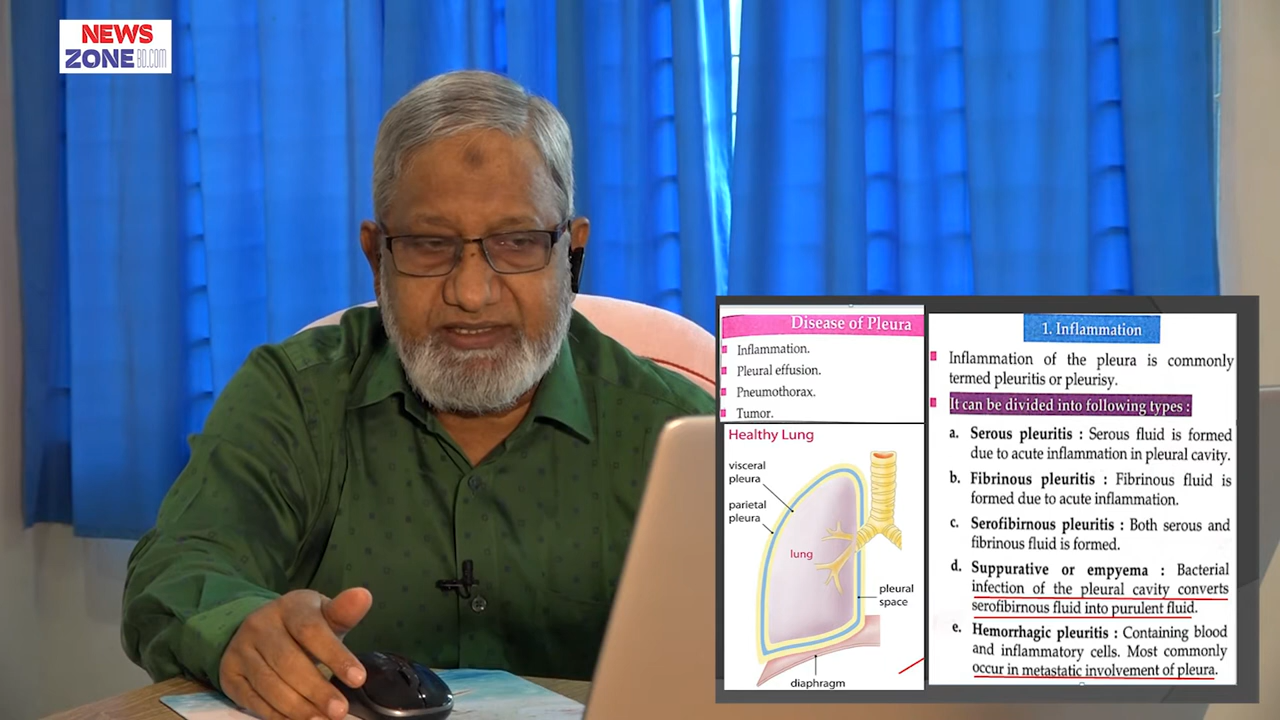 NEWS
ZONE BD.COM
Disease of Pleura
Inflammation.
Pleural effusion.
Pneumothorax.
Tumor.
Healthy Lung
visceral
pleura
parietal
pleura
lung
pleural
space
diaphragm
1. Inflammation
Inflammation of the pleura is commonly
termed pleuritis or pleurisy.
It can be divided into following types :
a. Serous pleuritis : Serous fluid is formed
due to acute inflammation in pleural cavity.
b. Fibrinous pleuritis : Fibrinous fluid is
formed due to acute inflammation.
c. Serofibirnous pleuritis : Both serous and
fibrinous fluid is formed.
d. Suppurative or empyema : Bacterial
infection of the pleural cavity converts
serofibirnous fluid into purulent fluid.
e. Hemorrhagic pleuritis : Containing blood
and inflammatory cells. Most commonly
occur in metastatic involvement of pleura.